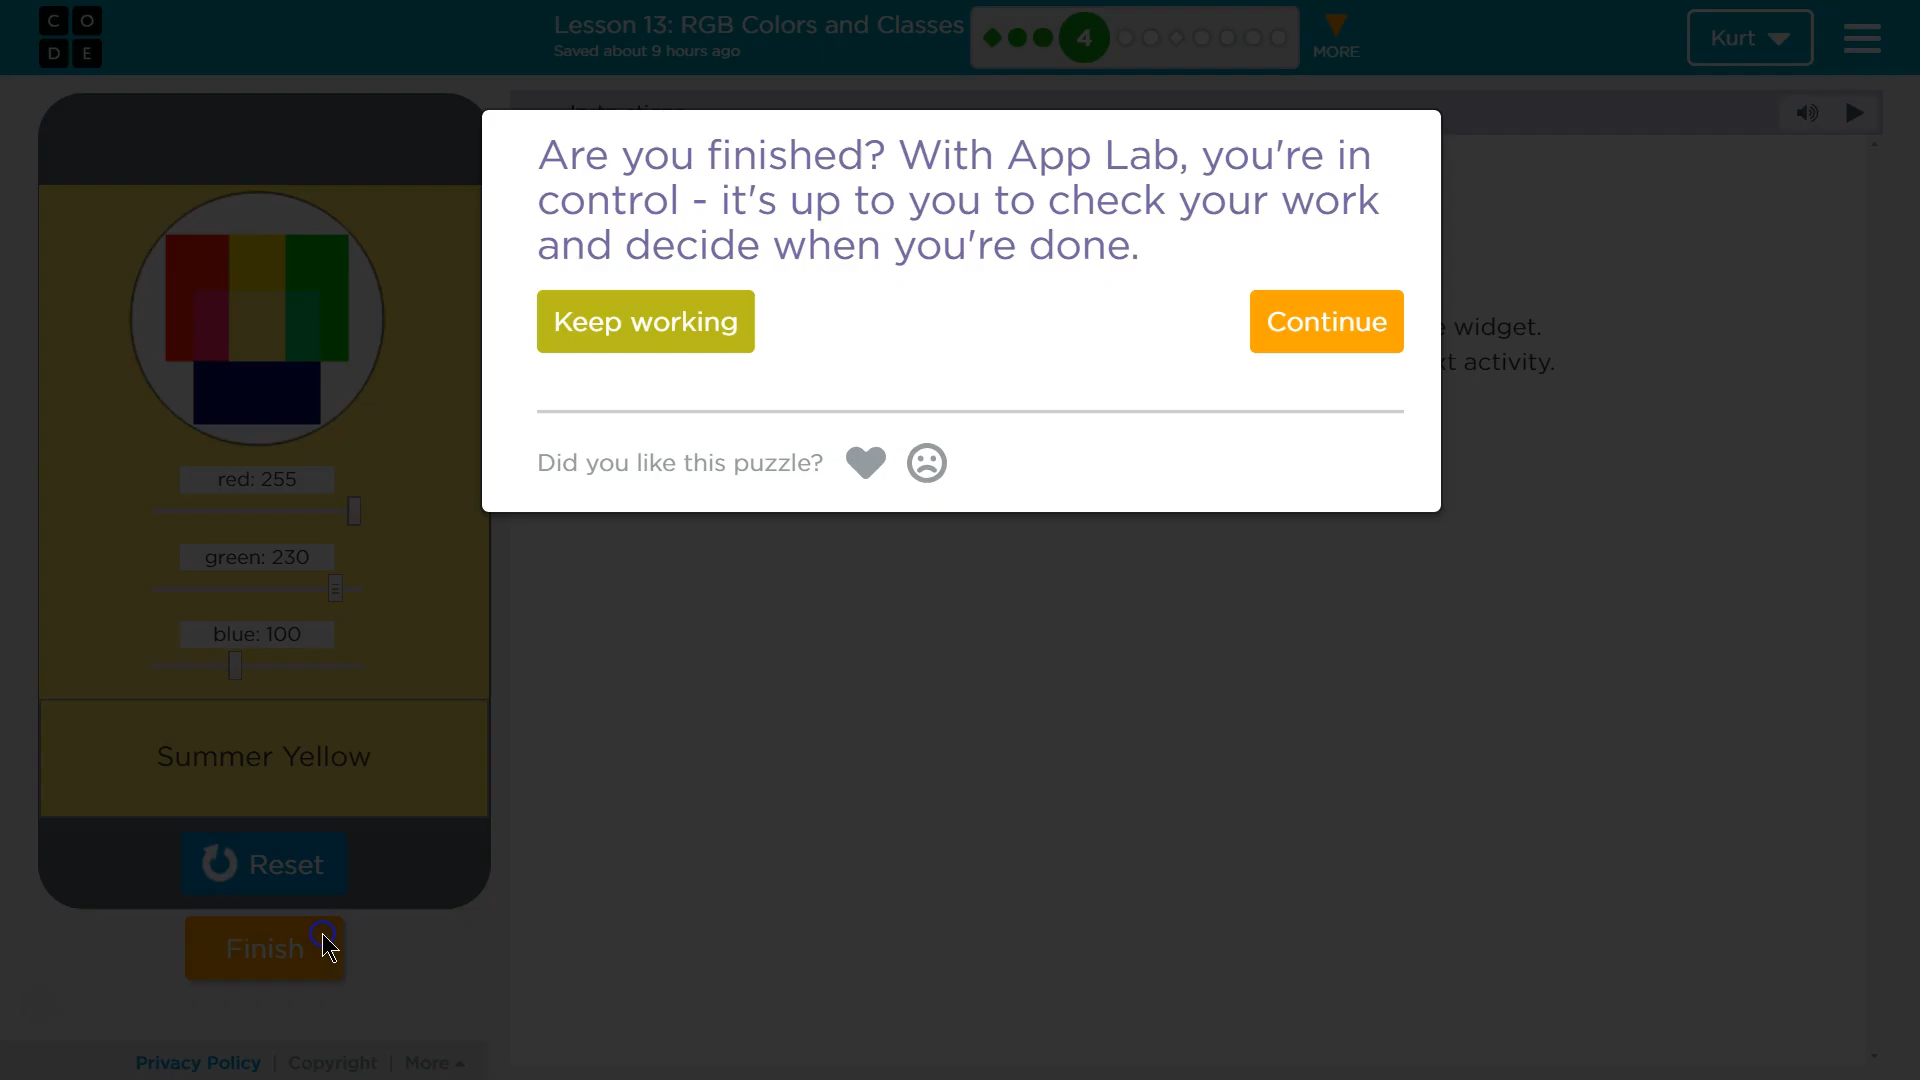 C O
D E
Lesson 13: RGB Colors and Classes
Saved about 9 hours ago
4
MORE
Kurt
Instructions
Are you finished? With App Lab, you're in
control - it's up to you to check your work
and decide when you're done.
Keep working
Continue
widget.
activity.
Did you like this puzzle?
red: 255
green: 230
blue: 100
Summer Yellow
Reset
Finish
Privacy Policy | Copyright | More